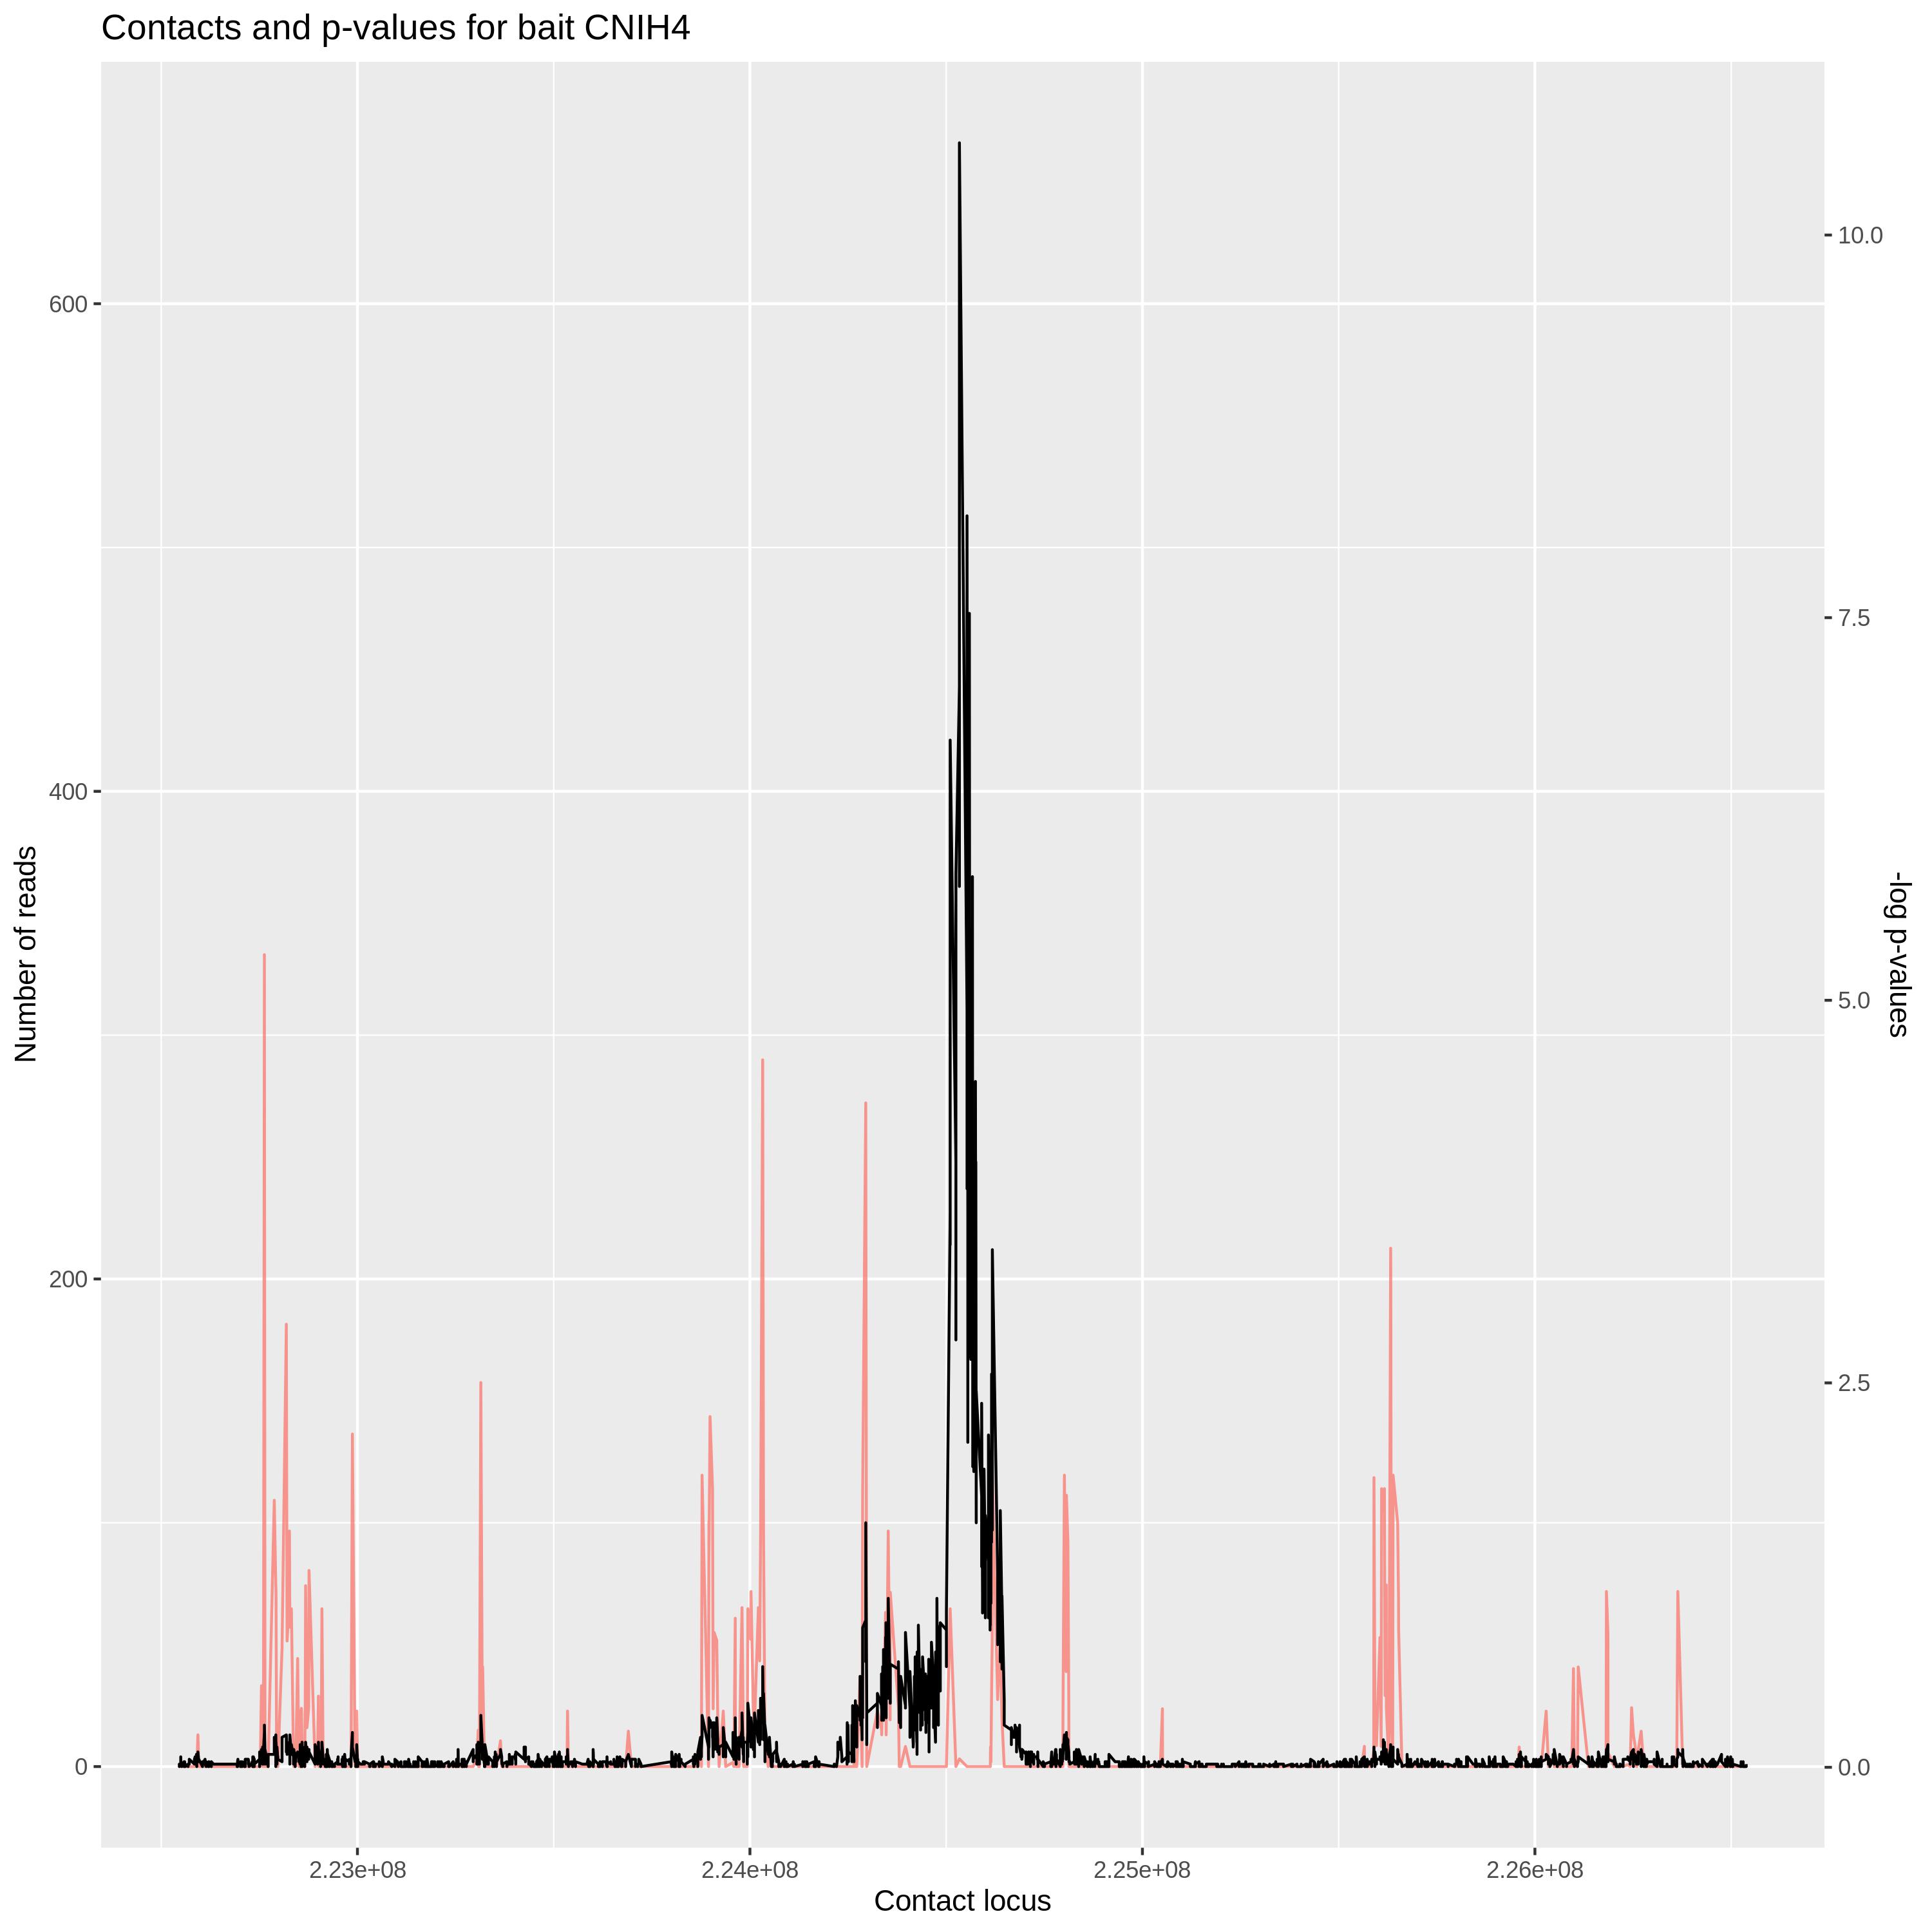 Contacts and p-values for bait CNIH4
10.0
600
7.5
400
Number of reads
-log p-values
5.0
200
2.5
0
0.0
2.23e+08
2.24e+08
2.25e+08
2.26e+08
Contact locus